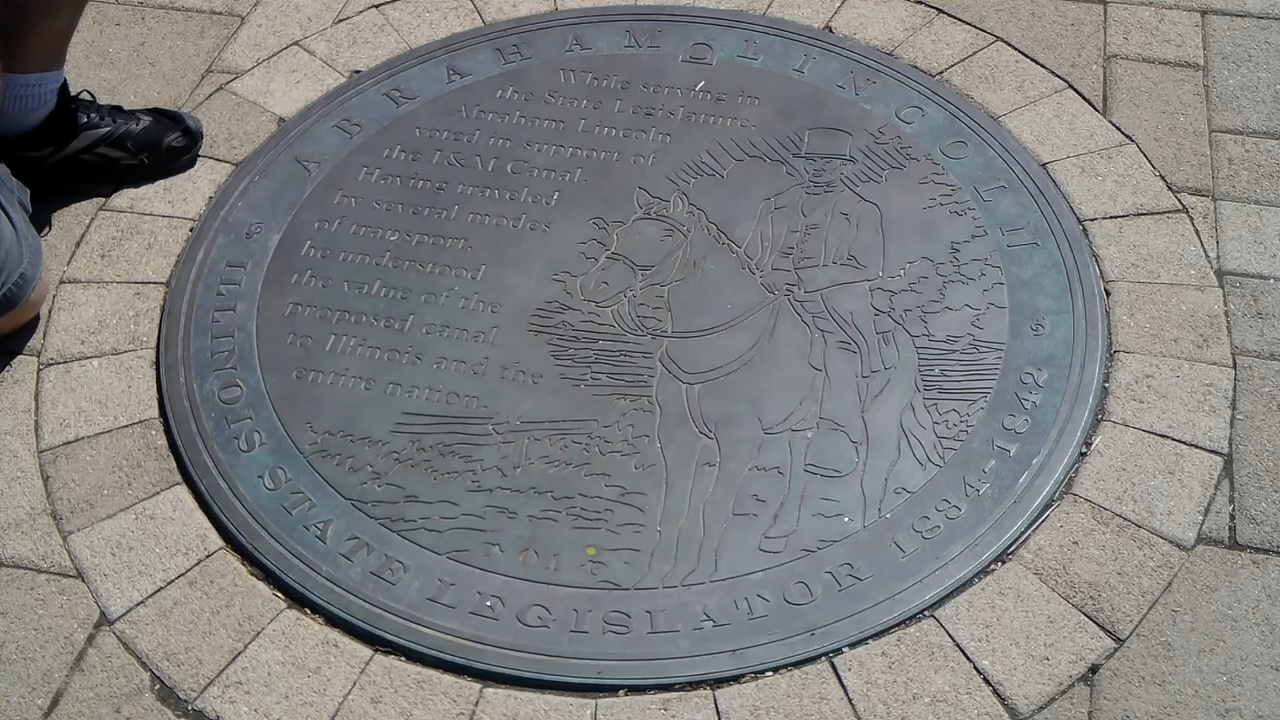 ABRAHAM LINCOLN
While serving in
the State Legislature,
Abraham Lincoln
voted in support of
the I&M Canal.
Having traveled
by several modes
of transport,
he understood
the value of the
proposed canal
to Illinois and the
entire nation.
ILLINOIS STATE LEGISLATOR 1884-1842